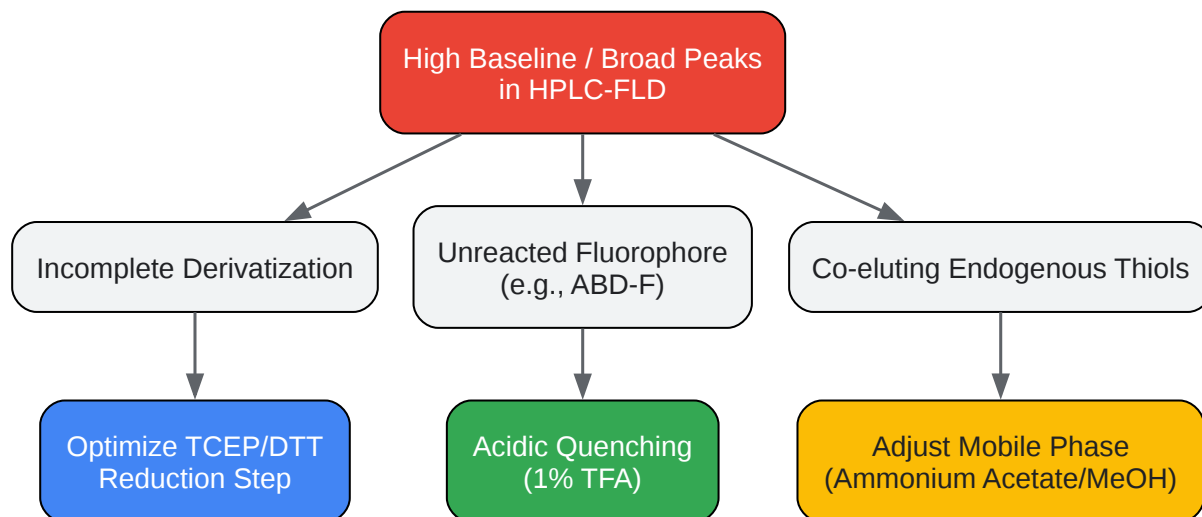 High Baseline / Broad Peaks
in HPLC-FLD
Incomplete Derivatization
Unreacted Fluorophore
(e.g., ABD-F)
Co-eluting Endogenous Thiols
Optimize TCEP/DTT
Reduction Step
Acidic Quenching
(1% TFA)
Adjust Mobile Phase
(Ammonium Acetate/MeOH)